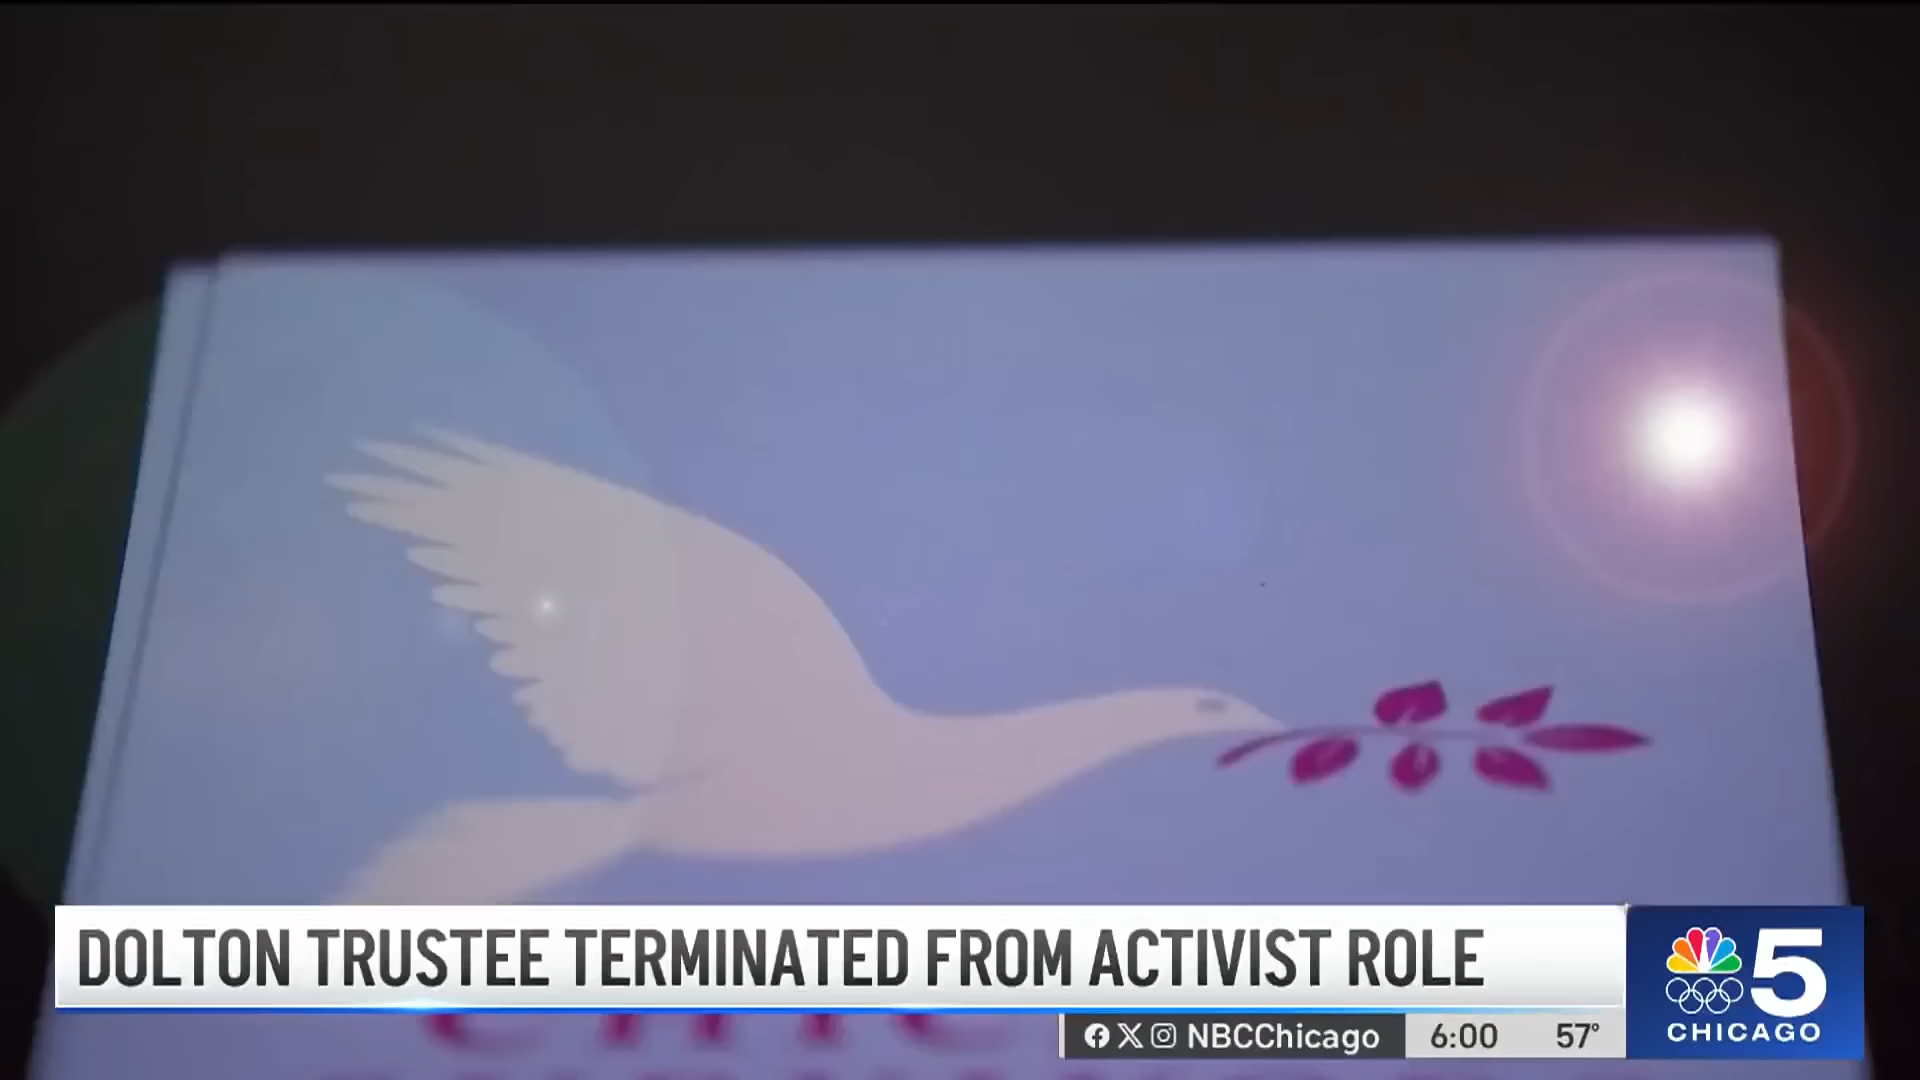 DOLTON TRUSTEE TERMINATED FROM ACTIVIST ROLE
5
CHICAGO
NBCChicago
6:00
57°